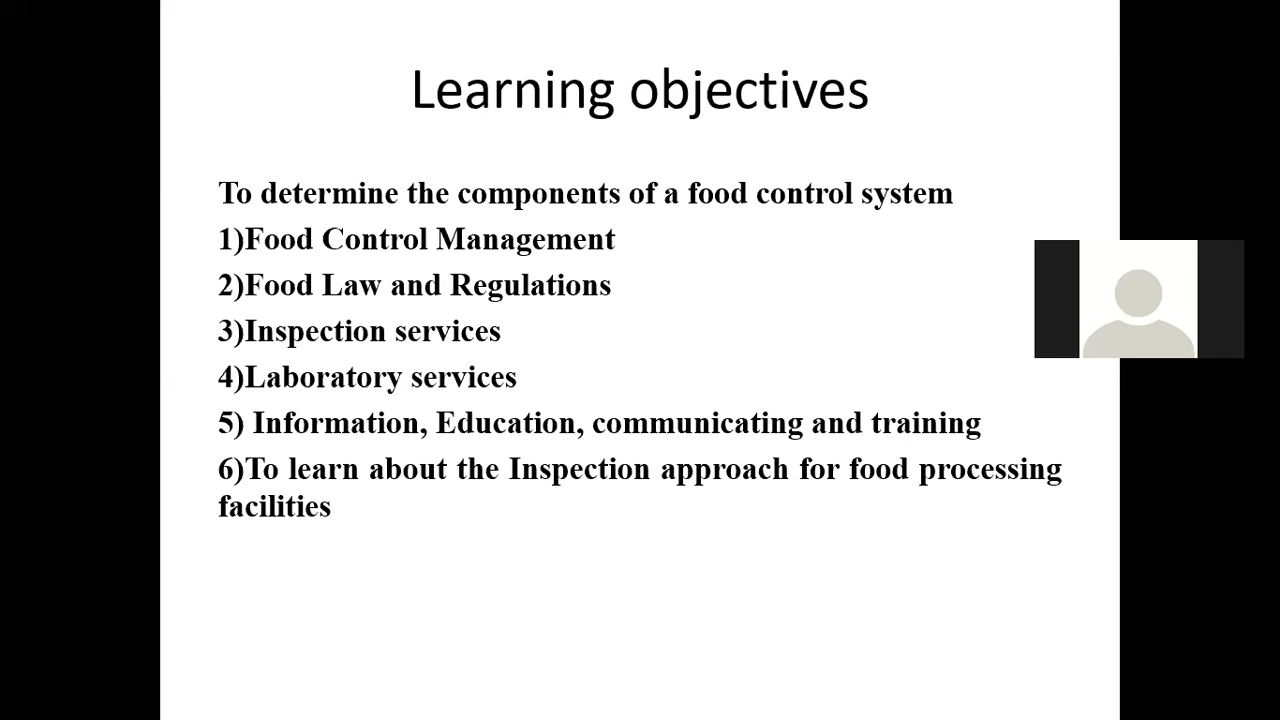 Learning objectives
To determine the components of a food control system
1)Food Control Management
2)Food Law and Regulations
3)Inspection services
4)Laboratory services
5) Information, Education, communicating and training
6)To learn about the Inspection approach for food processing
facilities